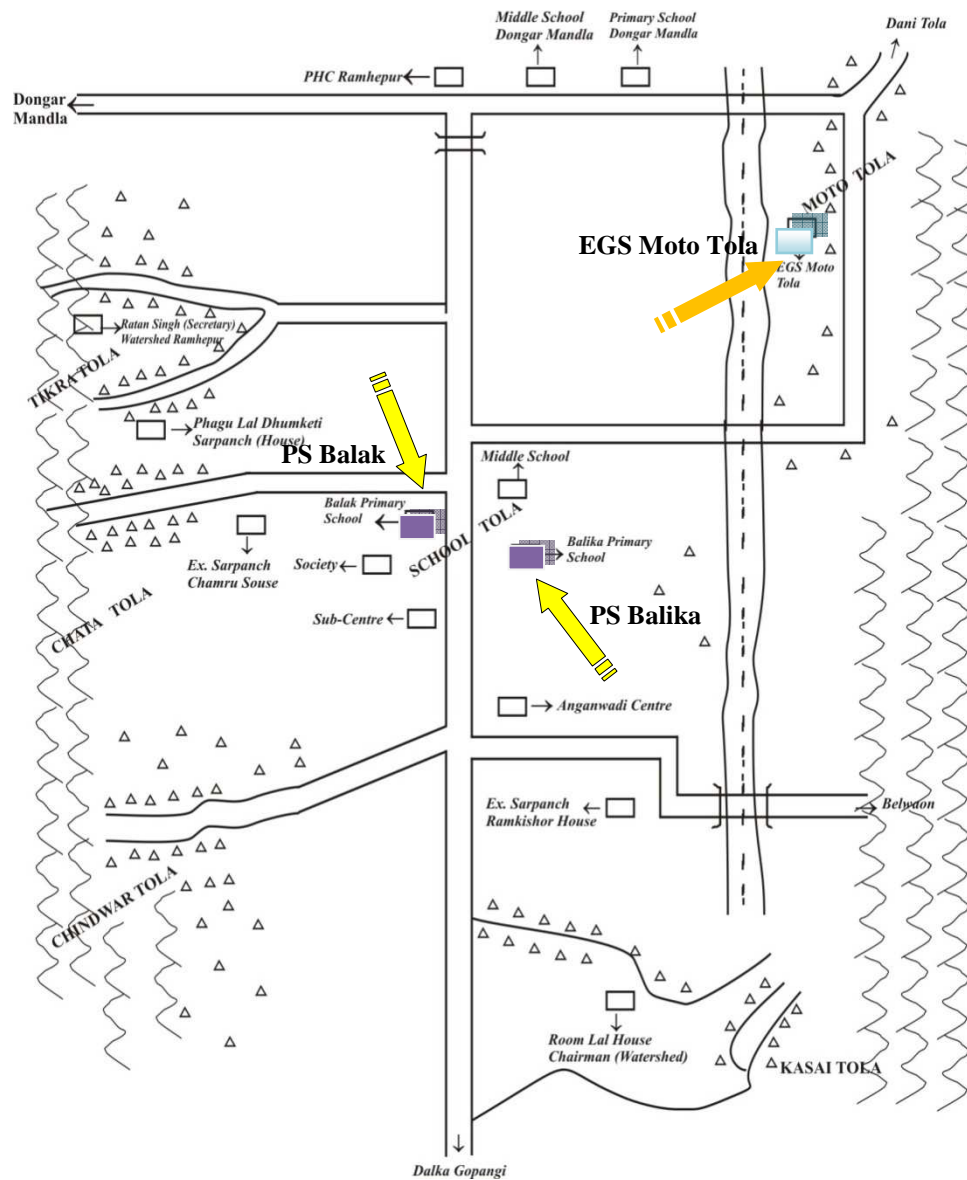 Middle School
Dongar Mandla
Primary School
Dongar Mandla
Dani Tola
PHC Ramhepur
Dongar
Mandla
MOTO TOLA
EGS Moto Tola
EGS Moto
Tola
Ratan Singh (Secretary)
Watershed Ramhepur
TIKRA TOLA
Phagu Lal Dhumketi
Sarpanch (House)
PS Balak
Middle School
Balak Primary
School
SCHOOL TOLA
Balika Primary
School
Ex. Sarpanch
Chamru Souse
Society
PS Balika
Sub-Centre
CHATA TOLA
Anganwadi Centre
Ex. Sarpanch
Ramkishor House
Belwaon
CHINDWAR TOLA
Room Lal House
Chairman (Watershed)
KASAI TOLA
Dalka Gopangi